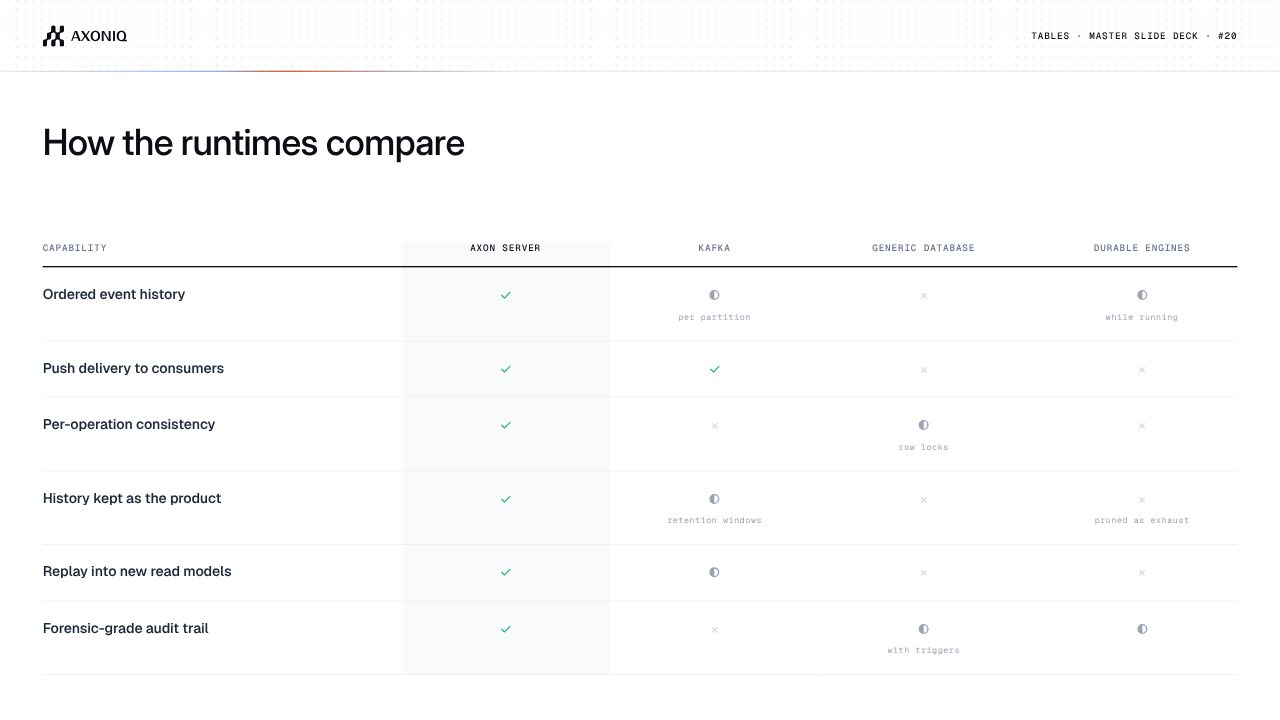 AXONIQ
TABLES · MASTER SLIDE DECK · #20
How the runtimes compare
CAPABILITY AXON SERVER KAFKA GENERIC DATABASE DURABLE ENGINES
Ordered event history ✓ ◐ × ◐
per partition while running
Push delivery to consumers ✓ ✓ × ×
Per-operation consistency ✓ × ◐ ×
row locks
History kept as the product ✓ ◐ × ×
retention windows pruned as exhaust
Replay into new read models ✓ ◐ × ×
Forensic-grade audit trail ✓ × ◐ ◐
with triggers